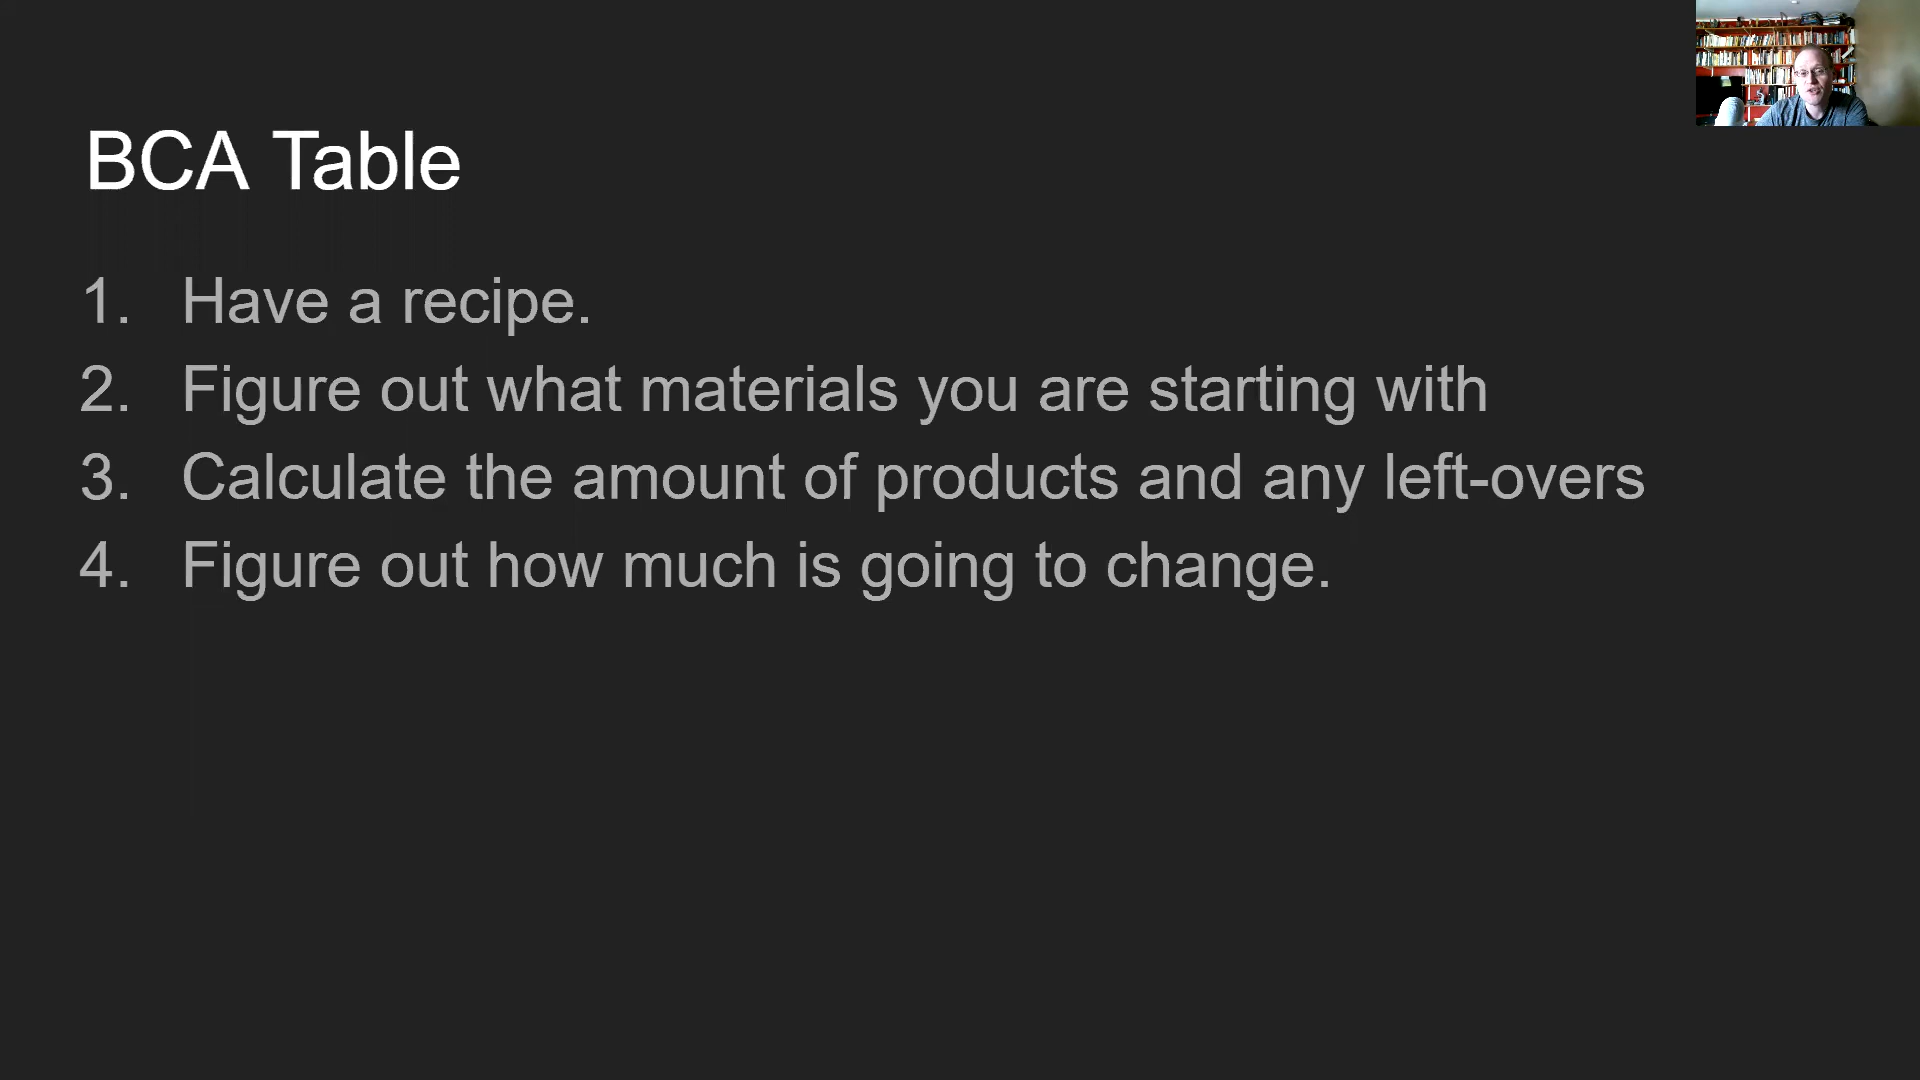 BCA Table
1. Have a recipe.
2. Figure out what materials you are starting with
3. Calculate the amount of products and any left-overs
4. Figure out how much is going to change.